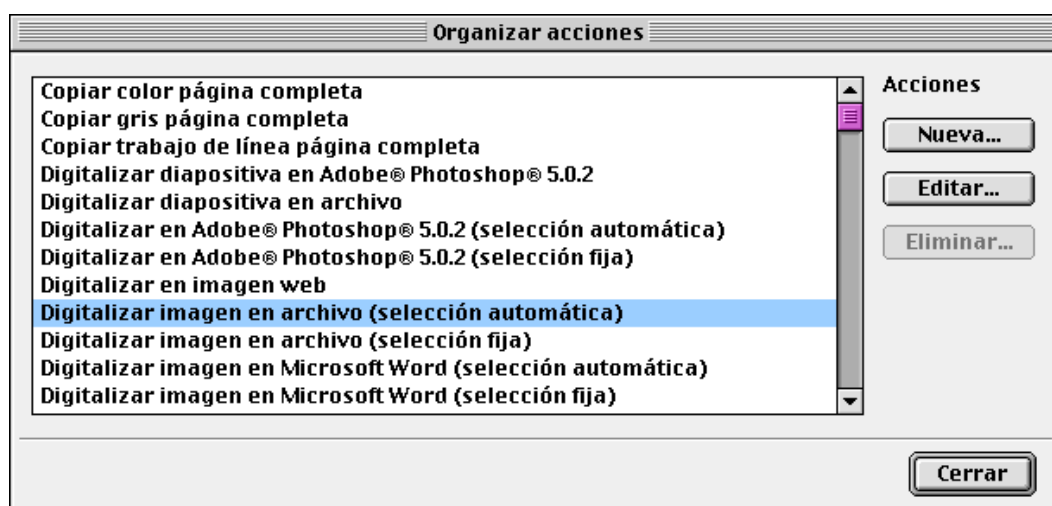 Organizar acciones
Copiar color página completa
Copiar gris página completa
Copiar trabajo de línea página completa
Digitalizar diapositiva en Adobe® Photoshop® 5.0.2
Digitalizar diapositiva en archivo
Digitalizar en Adobe® Photoshop® 5.0.2 (selección automática)
Digitalizar en Adobe® Photoshop® 5.0.2 (selección fija)
Digitalizar en imagen web
Digitalizar imagen en archivo (selección automática)
Digitalizar imagen en archivo (selección fija)
Digitalizar imagen en Microsoft Word (selección automática)
Digitalizar imagen en Microsoft Word (selección fija)
Acciones
Nueva...
Editar...
Eliminar...
Cerrar